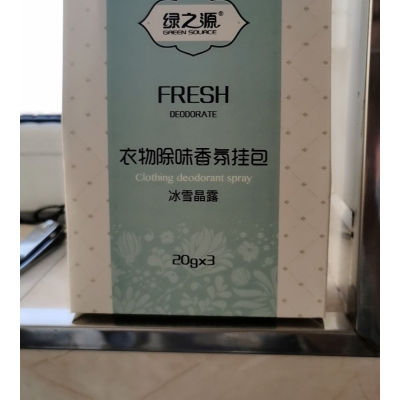 绿之源®
GREEN SOURCE
FRESH
DEODORATE
衣物除味香氛挂包
Clothing deodorant spray
冰雪晶露
20gx3